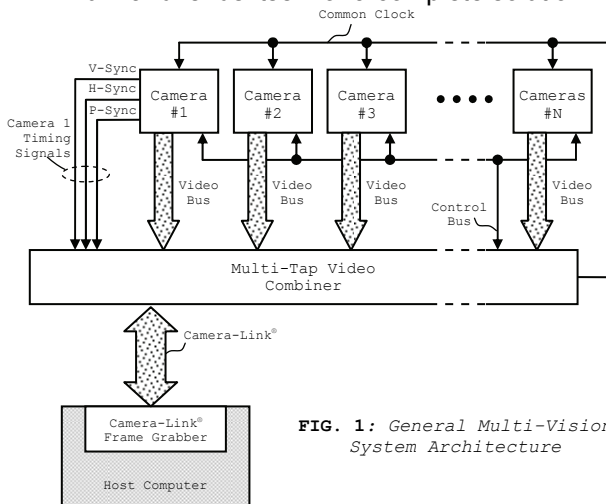 Common Clock
V-Sync
H-Sync
P-Sync
Camera 1
Timing
Signals
Camera
#1
Camera
#2
Camera
#3
Cameras
#N
Video
Bus
Video
Bus
Video
Bus
Control
Bus
Video
Bus
Multi-Tap Video
Combiner
Camera-Link®
Camera-Link®
Frame Grabber
Host Computer
FIG. 1: General Multi-Vision
System Architecture